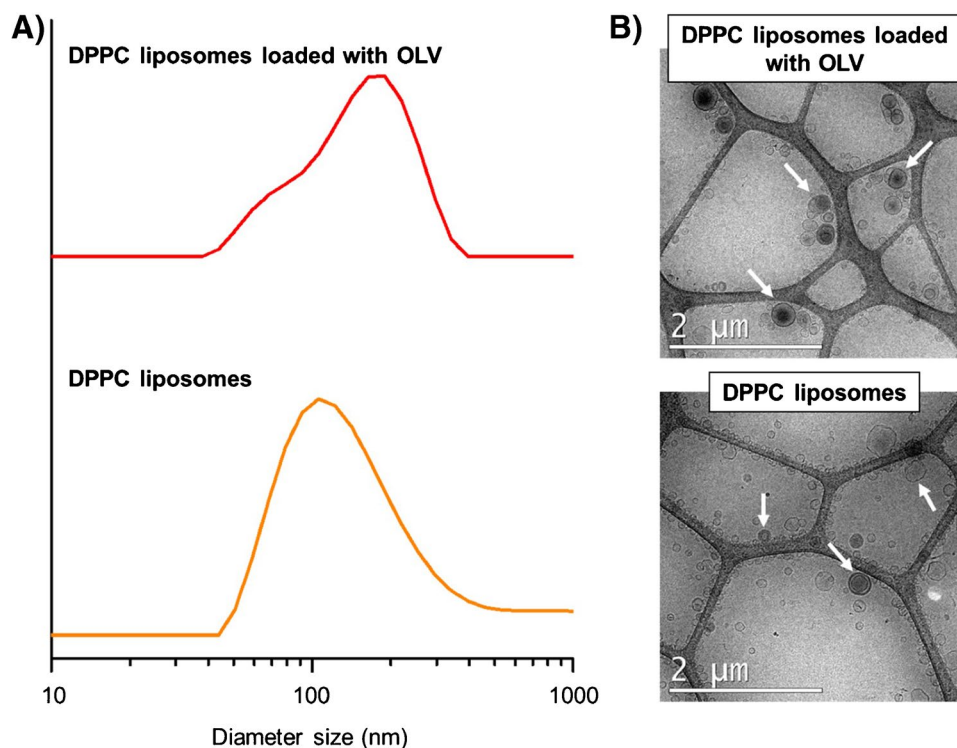 A)
DPPC liposomes loaded with OLV
DPPC liposomes
10
100
1000
Diameter size (nm)
B)
DPPC liposomes loaded
with OLV
2 μm
DPPC liposomes
2 μm